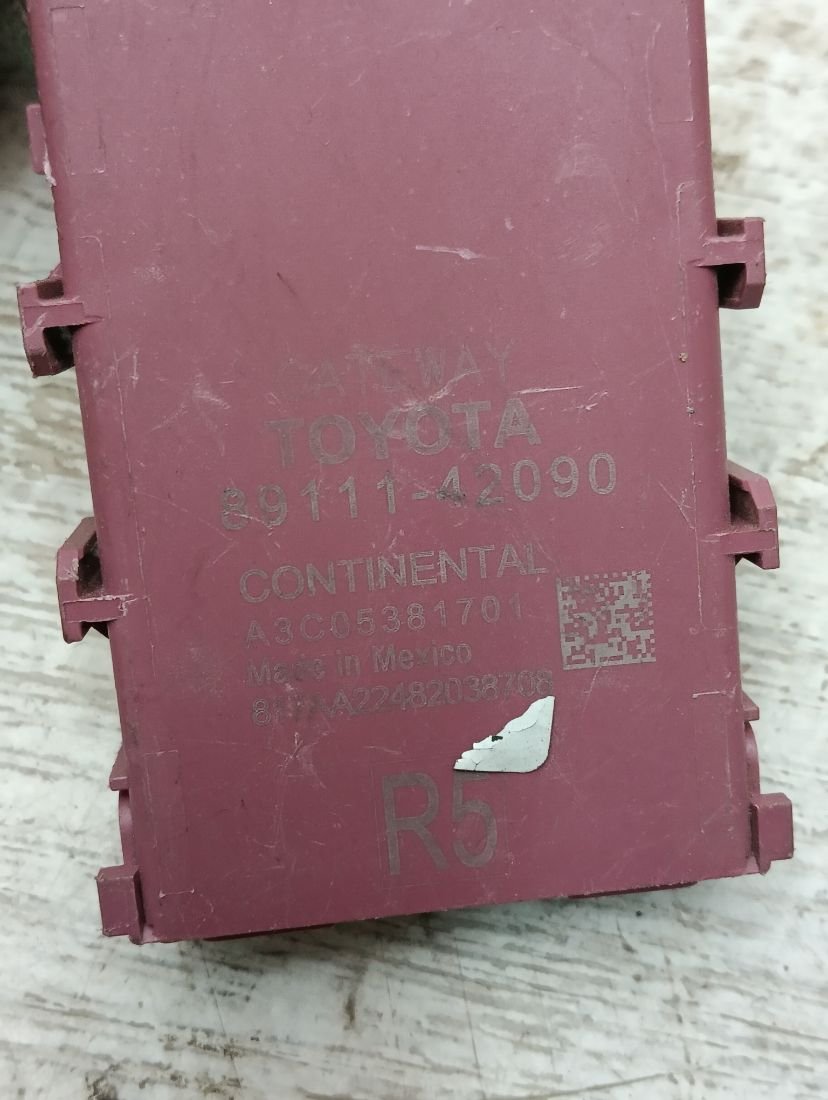 GATEWAY
TOYOTA
89111-42090
CONTINENTAL
A3C05381701
Made in Mexico
R5